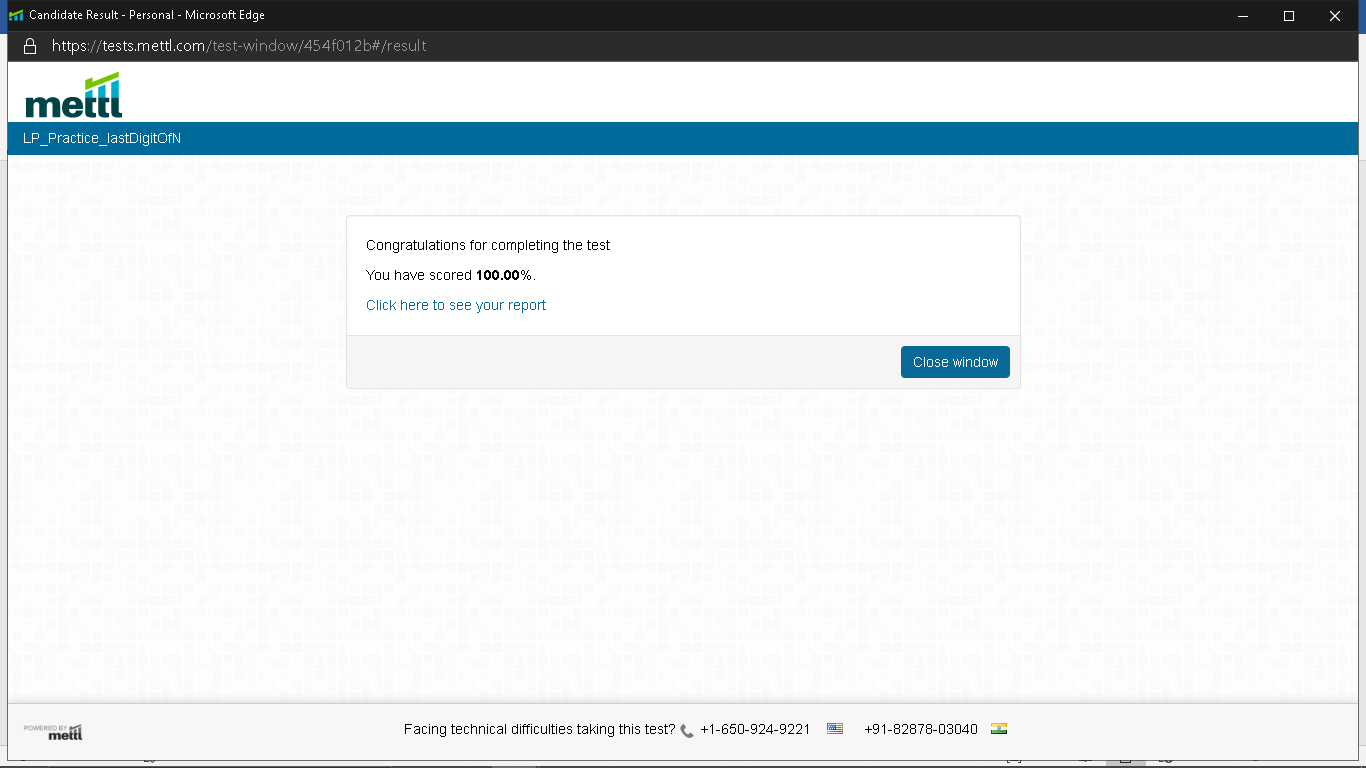 Candidate Result - Personal - Microsoft Edge
https://tests.mettl.com/test-window/454f012b#/result
mettl
LP_Practice_lastDigitOfN
Congratulations for completing the test
You have scored 100.00%.
Click here to see your report
Close window
POWERED BY
mettl
Facing technical difficulties taking this test? +1-650-924-9221 +91-82878-03040